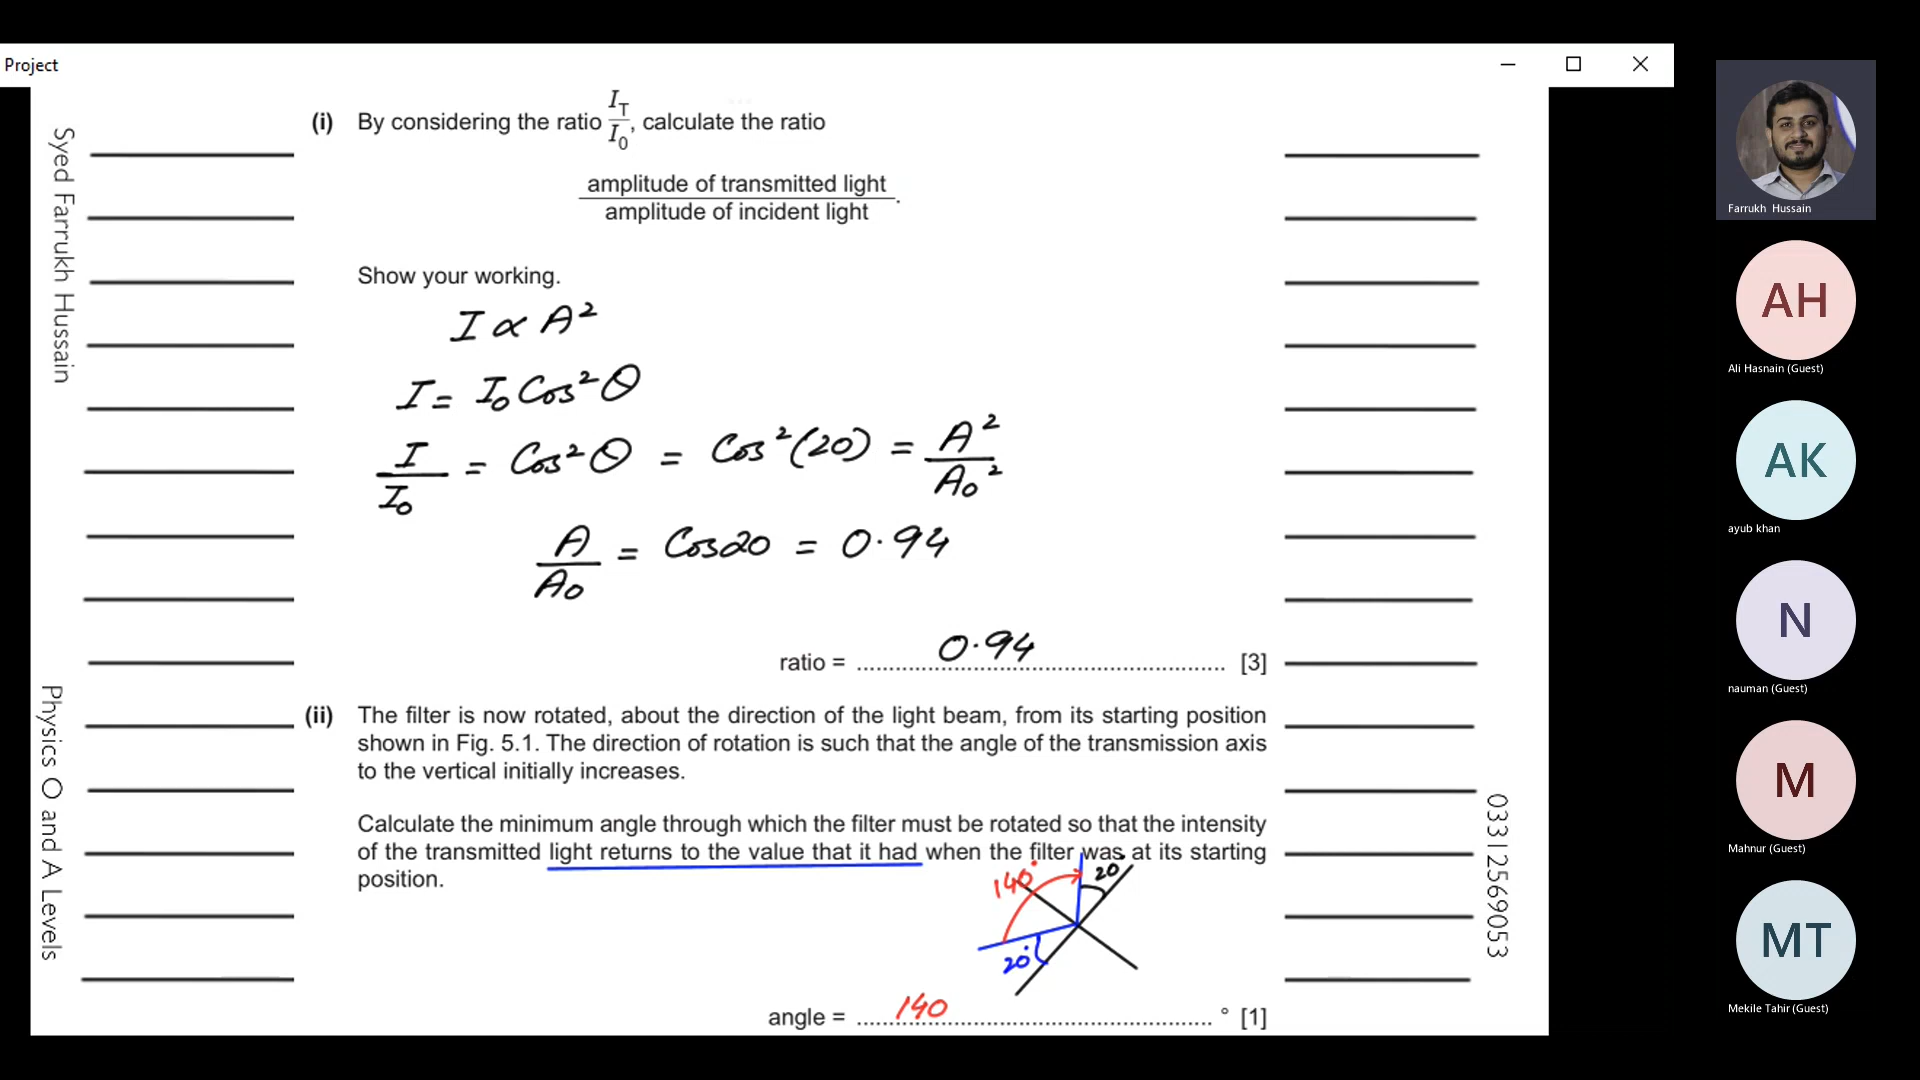 Project
(i) By considering the ratio I_T/I_0, calculate the ratio
amplitude of transmitted light
amplitude of incident light .
Show your working.
I ∝ A²
I = I₀ Cos²θ
I/I₀ = Cos²θ = Cos²(20) = A²/A₀²
A/A₀ = Cos20 = 0.94
ratio = 0.94 [3]
(ii) The filter is now rotated, about the direction of the light beam, from its starting position
shown in Fig. 5.1. The direction of rotation is such that the angle of the transmission axis
to the vertical initially increases.
Calculate the minimum angle through which the filter must be rotated so that the intensity
of the transmitted light returns to the value that it had when the filter was at its starting
position.
140°
20°
20°
angle = 140 ° [1]
Syed Farrukh Hussain
Physics O and A Levels
03312569053
Farrukh Hussain
AH
Ali Hasnain (Guest)
AK
ayub khan
N
nauman (Guest)
M
Mahnur (Guest)
MT
Mekile Tahir (Guest)